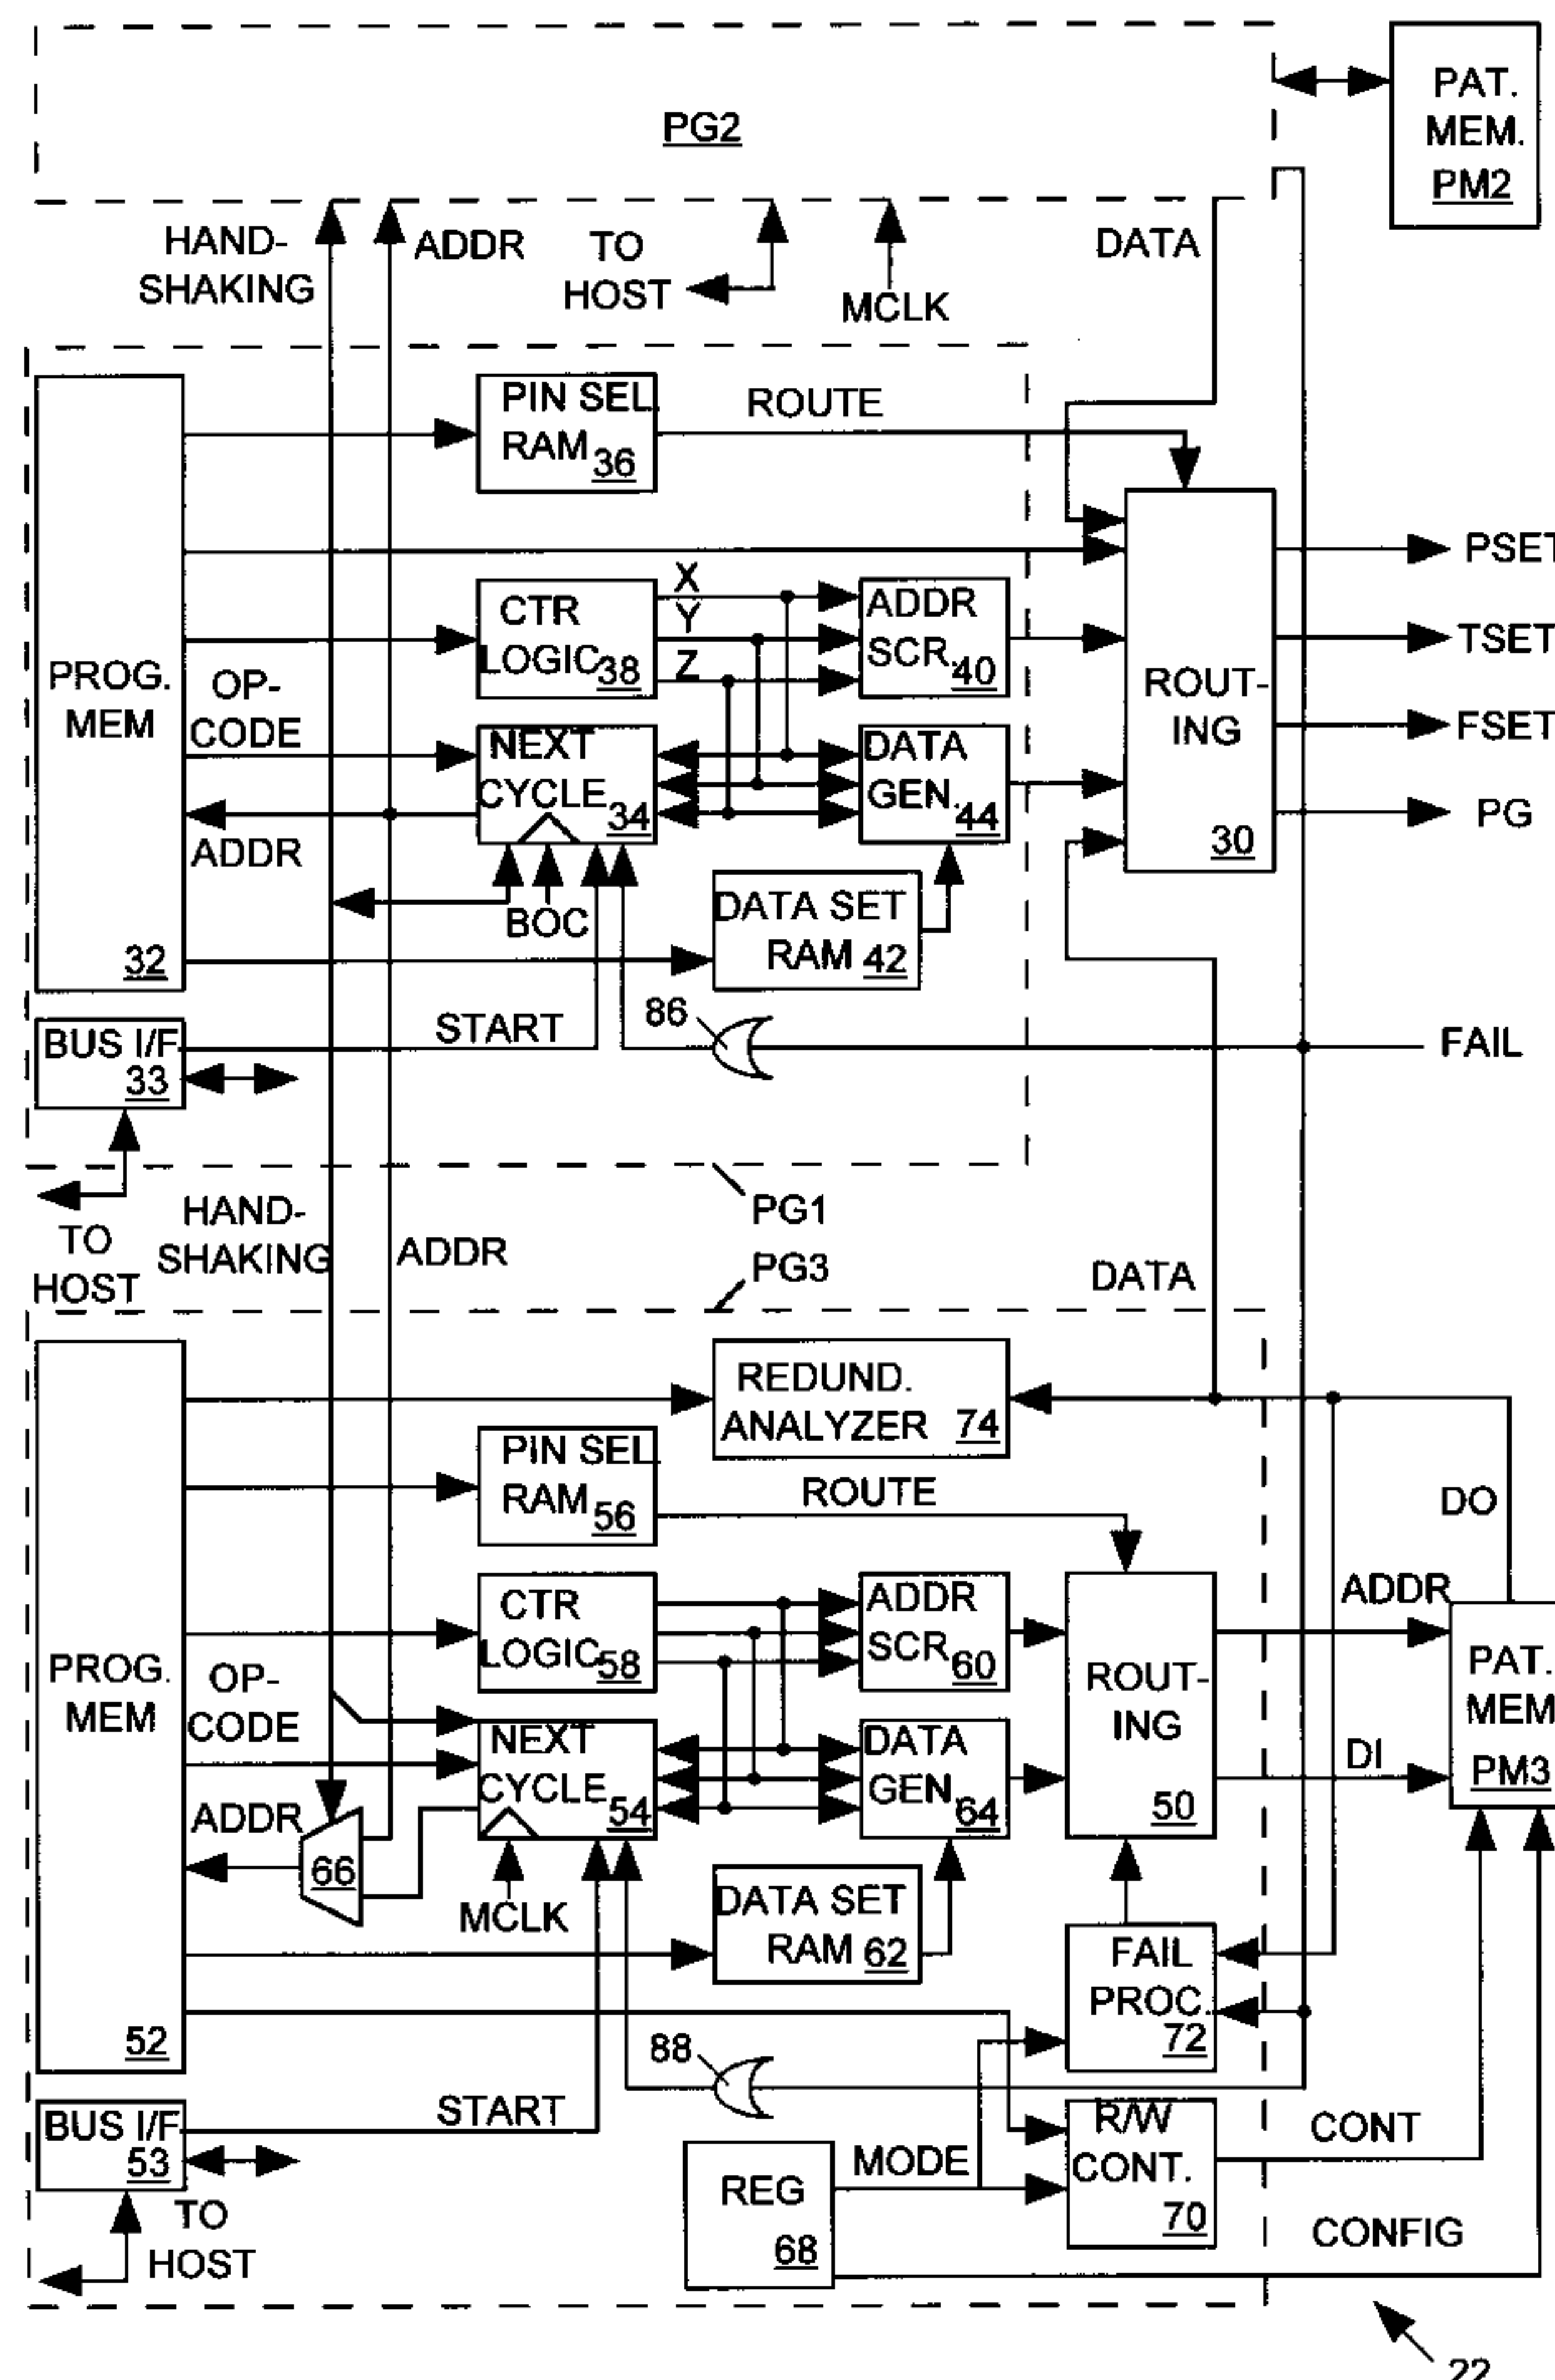 PG2
PAT.
MEM.
PM2
HAND-
SHAKING
ADDR
TO
HOST
MCLK
DATA
PIN SEL
RAM 36
ROUTE
PROG.
MEM
32
OP-
CODE
ADDR
CTR
LOGIC 38
X
Y
Z
ADDR
SCR. 40
NEXT
CYCLE 34
DATA
GEN. 44
BOC
DATA SET
RAM 42
ROUT-
ING
30
PSET
TSET
FSET
PG
BUS I/F
33
START
86
FAIL
TO
HOST
HAND-
SHAKING
ADDR
PG1
PG3
DATA
REDUND.
ANALYZER 74
PIN SEL
RAM 56
ROUTE
DO
PROG.
MEM
52
OP-
CODE
ADDR
66
CTR
LOGIC 58
ADDR
SCR. 60
NEXT
CYCLE 54
DATA
GEN. 64
MCLK
DATA SET
RAM 62
ROUT-
ING
50
ADDR
DI
PAT.
MEM
PM3
FAIL
PROC.
72
88
BUS I/F
53
START
TO
HOST
REG
68
MODE
R/W
CONT.
70
CONT
CONFIG
22